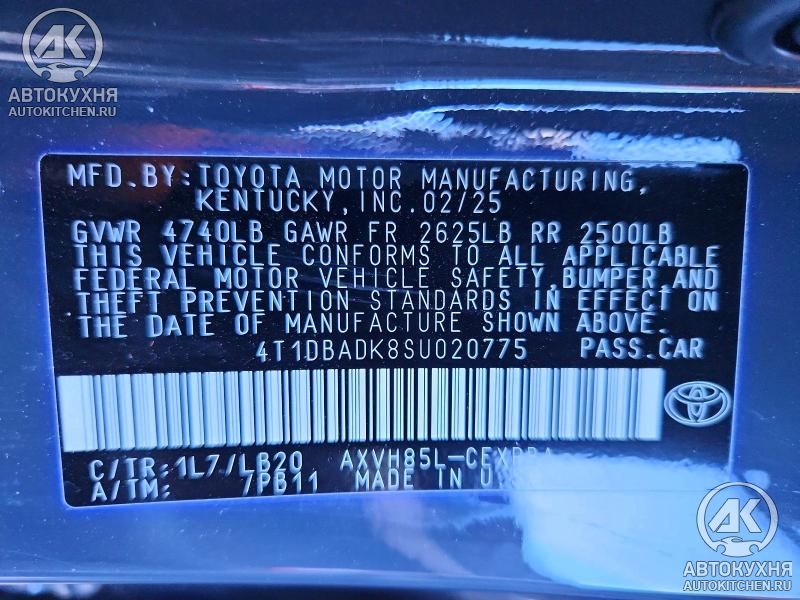 АВТОКУХНЯ
AUTOKITCHEN.RU
MFD.BY:TOYOTA MOTOR MANUFACTURING,
KENTUCKY,INC.02/25
GVWR 4740LB GAWR FR 2625LB RR 2500LB
THIS VEHICLE CONFORMS TO ALL APPLICABLE
FEDERAL MOTOR VEHICLE SAFETY,BUMPER,AND
THEFT PREVENTION STANDARDS IN EFFECT ON
THE DATE OF MANUFACTURE SHOWN ABOVE.
4T1DBADK8SU020775 PASS.CAR
C/TR:1L7/LB20
A/TM: 7PB11 MADE IN
АК
АВТОКУХНЯ
AUTOKITCHEN.RU